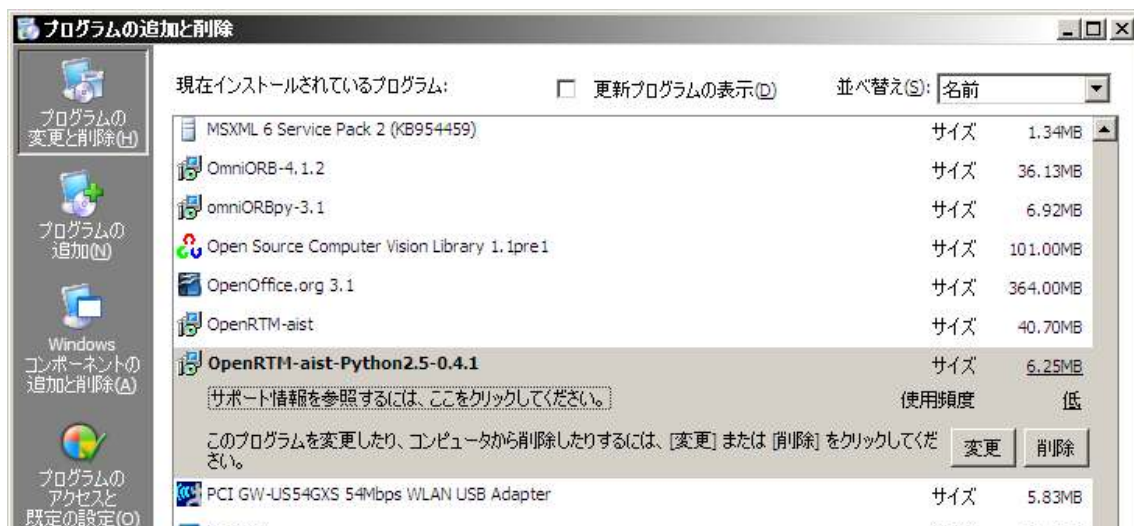 プログラムの追加と削除
プログラムの
変更と削除(H)
プログラムの
追加(N)
Windows
コンポーネントの
追加と削除(A)
プログラムの
アクセスと
既定の設定(O)
現在インストールされているプログラム:
更新プログラムの表示(D)
並べ替え(S): 名前
MSXML 6 Service Pack 2 (KB954459) サイズ 1.34MB
OmniORB-4.1.2 サイズ 36.13MB
omniORBpy-3.1 サイズ 6.92MB
Open Source Computer Vision Library 1.1pre1 サイズ 101.00MB
OpenOffice.org 3.1 サイズ 364.00MB
OpenRTM-aist サイズ 40.70MB
OpenRTM-aist-Python2.5-0.4.1 サイズ 6.25MB
サポート情報を参照するには、ここをクリックしてください。 使用頻度 低
このプログラムを変更したり、コンピュータから削除したりするには、[変更] または [削除] をクリックしてくだ
さい。
変更 削除
PCI GW-US54GXS 54Mbps WLAN USB Adapter サイズ 5.83MB